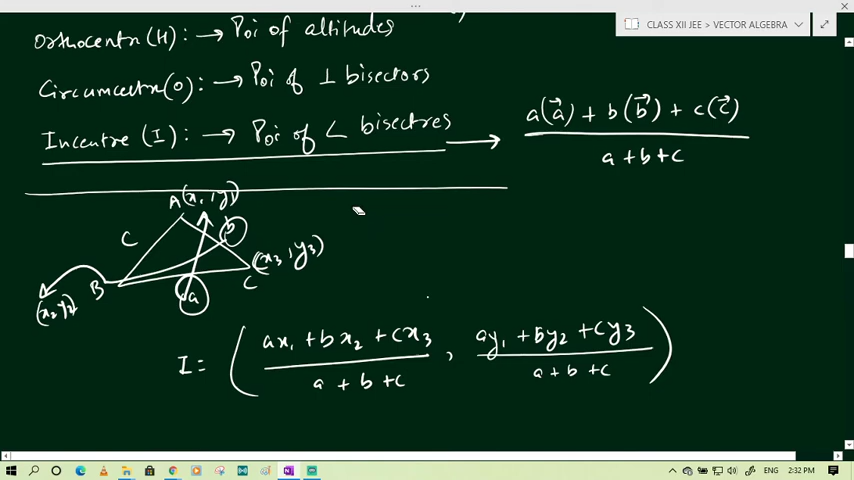 CLASS XII JEE > VECTOR ALGEBRA
Orthocentr(H): → Poi of altitudes
Circumcentre(O): → Poi of ⊥ bisectors
Incentre (I): → Poi of ∠ bisectres → a(a⃗) + b(b⃗) + c(c⃗) / a+b+c
A(x₁, y₁)
C
b
(x₃, y₃)
B
a
C
(x₂ y₂)
I = ( ax₁ + bx₂ + cx₃ / a + b + c , ay₁ + by₂ + cy₃ / a + b + c )
ENG 2:32 PM